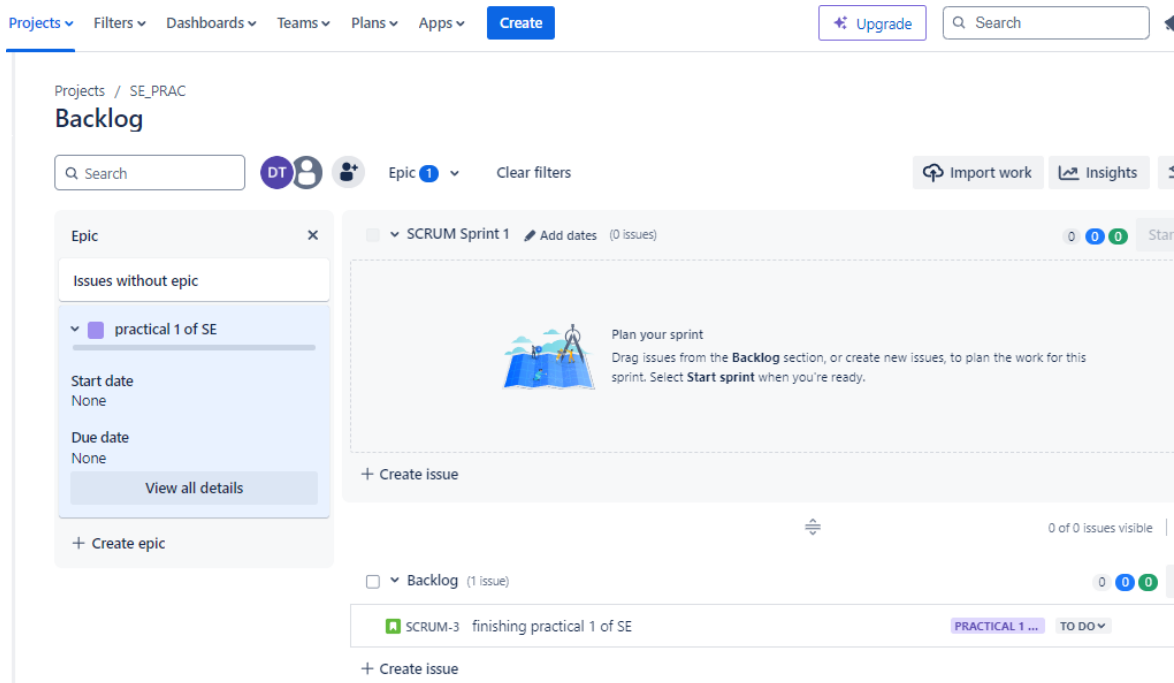 Projects Filters Dashboards Teams Plans Apps Create Upgrade Search
Projects / SE_PRAC
Backlog
Search DT Epic 1 Clear filters Import work Insights
Epic
Issues without epic
practical 1 of SE
Start date
None
Due date
None
View all details
+ Create epic
SCRUM Sprint 1 Add dates (0 issues) 0 0 0 Star
Plan your sprint
Drag issues from the Backlog section, or create new issues, to plan the work for this
sprint. Select Start sprint when you're ready.
+ Create issue
0 of 0 issues visible
Backlog (1 issue) 0 0 0
SCRUM-3 finishing practical 1 of SE PRACTICAL 1 ... TO DO
+ Create issue